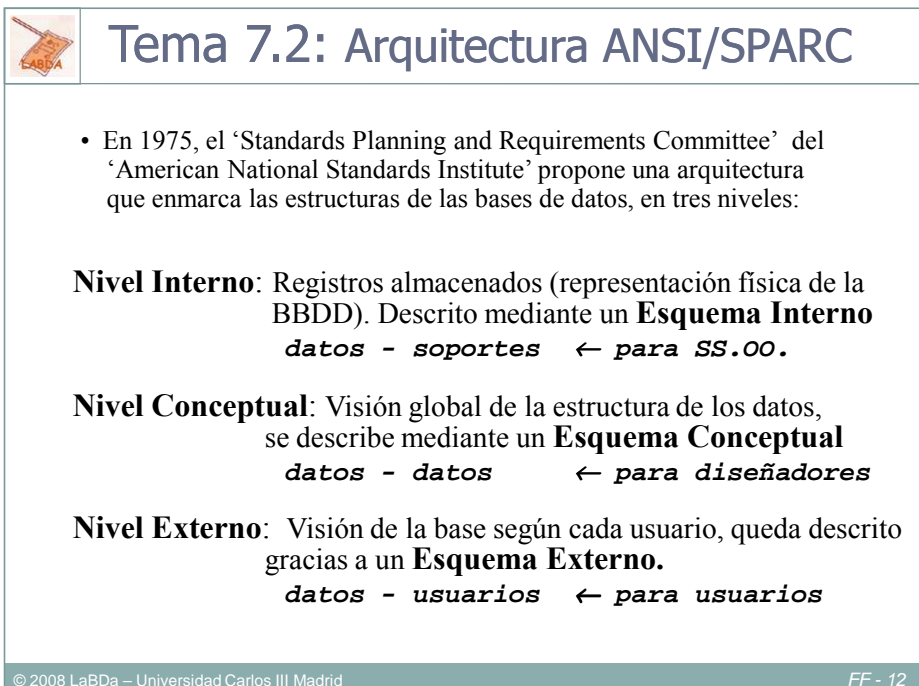 LABDA
Tema 7.2: Arquitectura ANSI/SPARC
• En 1975, el ‘Standards Planning and Requirements Committee’ del
‘American National Standards Institute’ propone una arquitectura
que enmarca las estructuras de las bases de datos, en tres niveles:
Nivel Interno: Registros almacenados (representación física de la
BBDD). Descrito mediante un Esquema Interno
datos - soportes ← para SS.OO.
Nivel Conceptual: Visión global de la estructura de los datos,
se describe mediante un Esquema Conceptual
datos - datos ← para diseñadores
Nivel Externo: Visión de la base según cada usuario, queda descrito
gracias a un Esquema Externo.
datos - usuarios ← para usuarios
© 2008 LaBDa – Universidad Carlos III Madrid
FF - 12